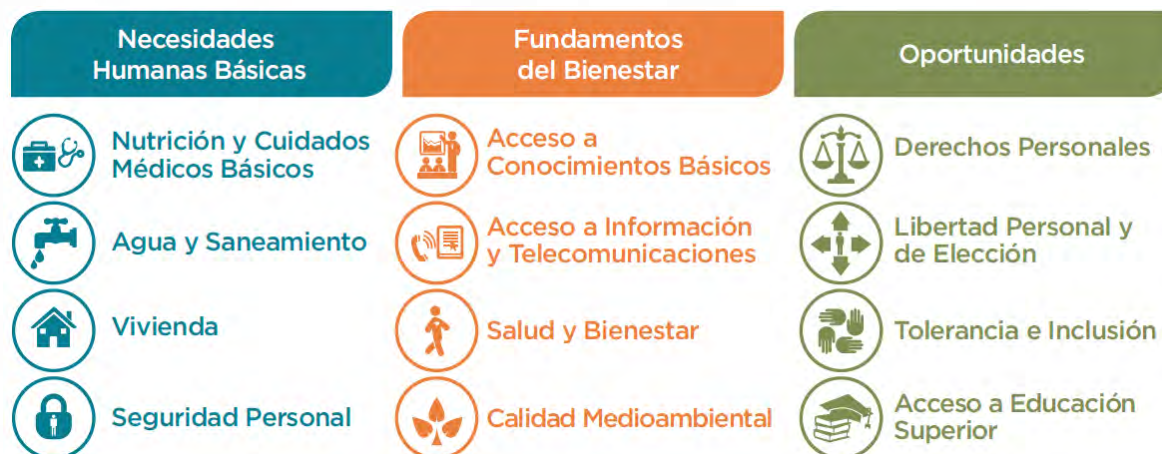 Necesidades
Humanas Básicas
Nutrición y Cuidados
Médicos Básicos
Agua y Saneamiento
Vivienda
Seguridad Personal
Fundamentos
del Bienestar
Acceso a
Conocimientos Básicos
Acceso a Información
y Telecomunicaciones
Salud y Bienestar
Calidad Medioambiental
Oportunidades
Derechos Personales
Libertad Personal y
de Elección
Tolerancia e Inclusión
Acceso a Educación
Superior